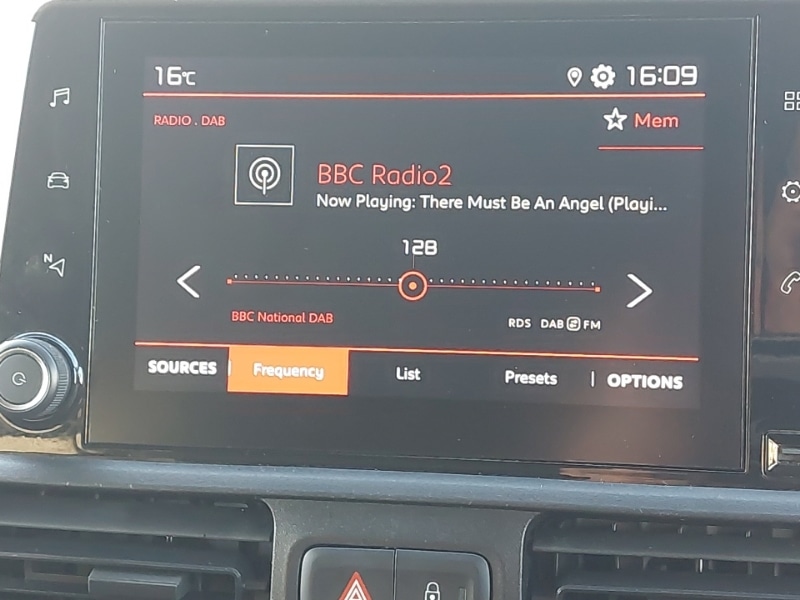 16°C 16:09
RADIO . DAB Mem
BBC Radio2
Now Playing: There Must Be An Angel (Playi...
128
BBC National DAB RDS DAB FM
SOURCES Frequency List Presets OPTIONS
N